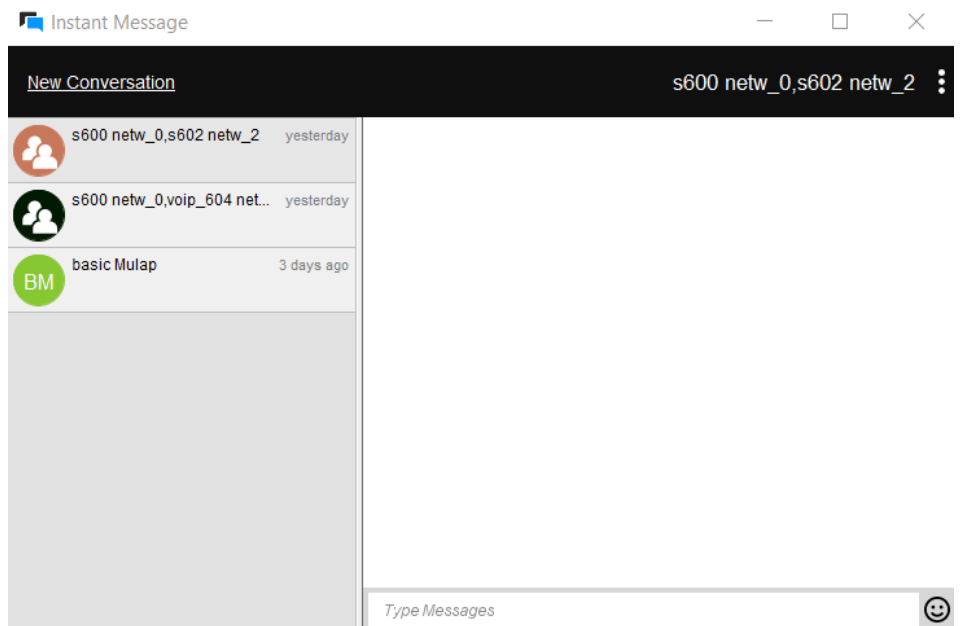 Instant Message
New Conversation
s600 netw_0,s602 netw_2
s600 netw_0,s602 netw_2 yesterday
s600 netw_0,voip_604 net... yesterday
BM
basic Mulap 3 days ago
Type Messages